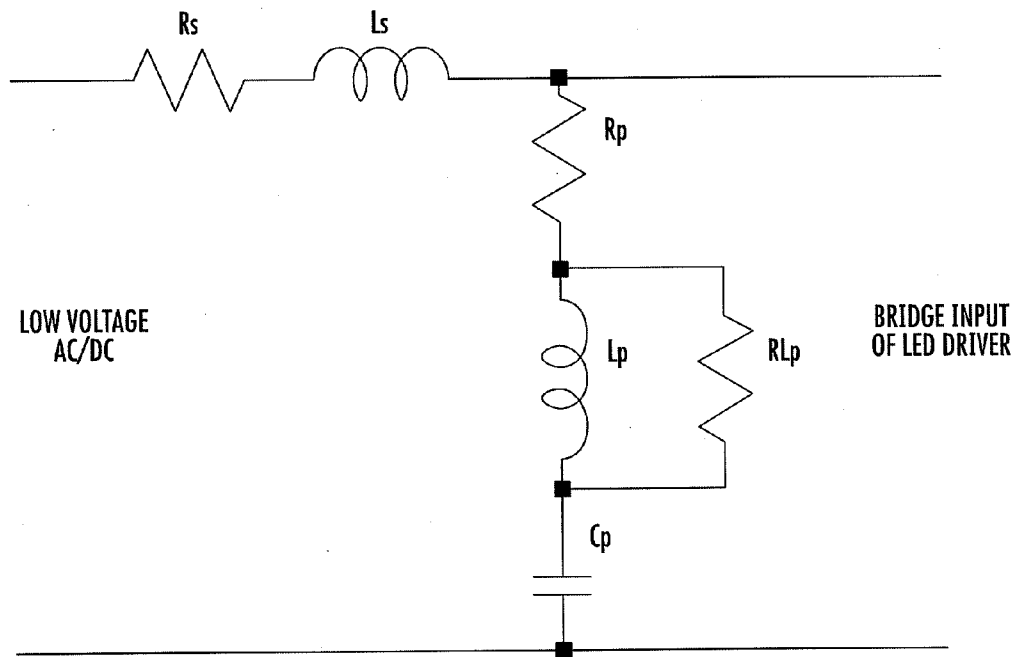 Rs
Ls
Rp
LOW VOLTAGE
AC/DC
Lp
RLp
BRIDGE INPUT
OF LED DRIVER
Cp